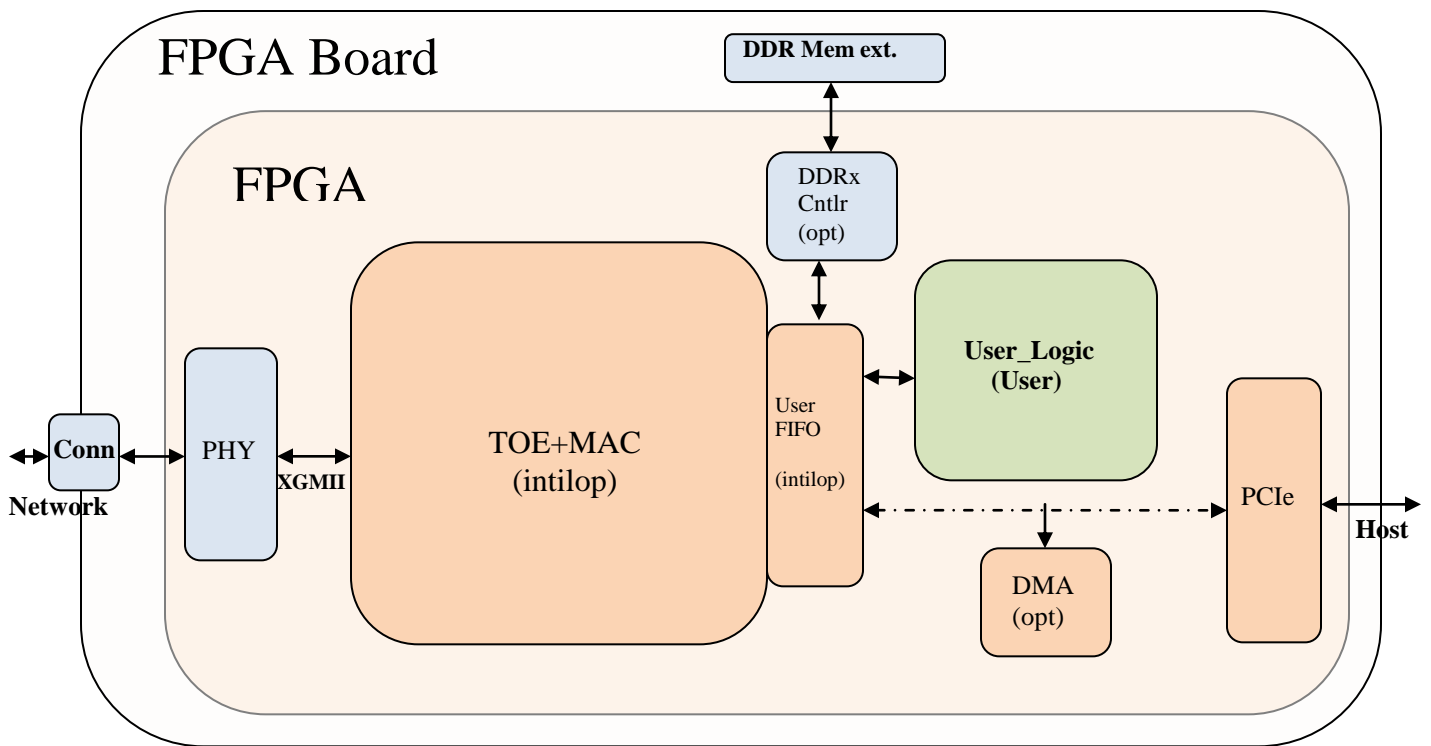 FPGA Board
DDR Mem ext.
FPGA
DDRx
Cntlr
(opt)
User_Logic
(User)
User
FIFO
(intilop)
TOE+MAC
(intilop)
PHY
Conn
XGMII
Network
PCIe
Host
DMA
(opt)